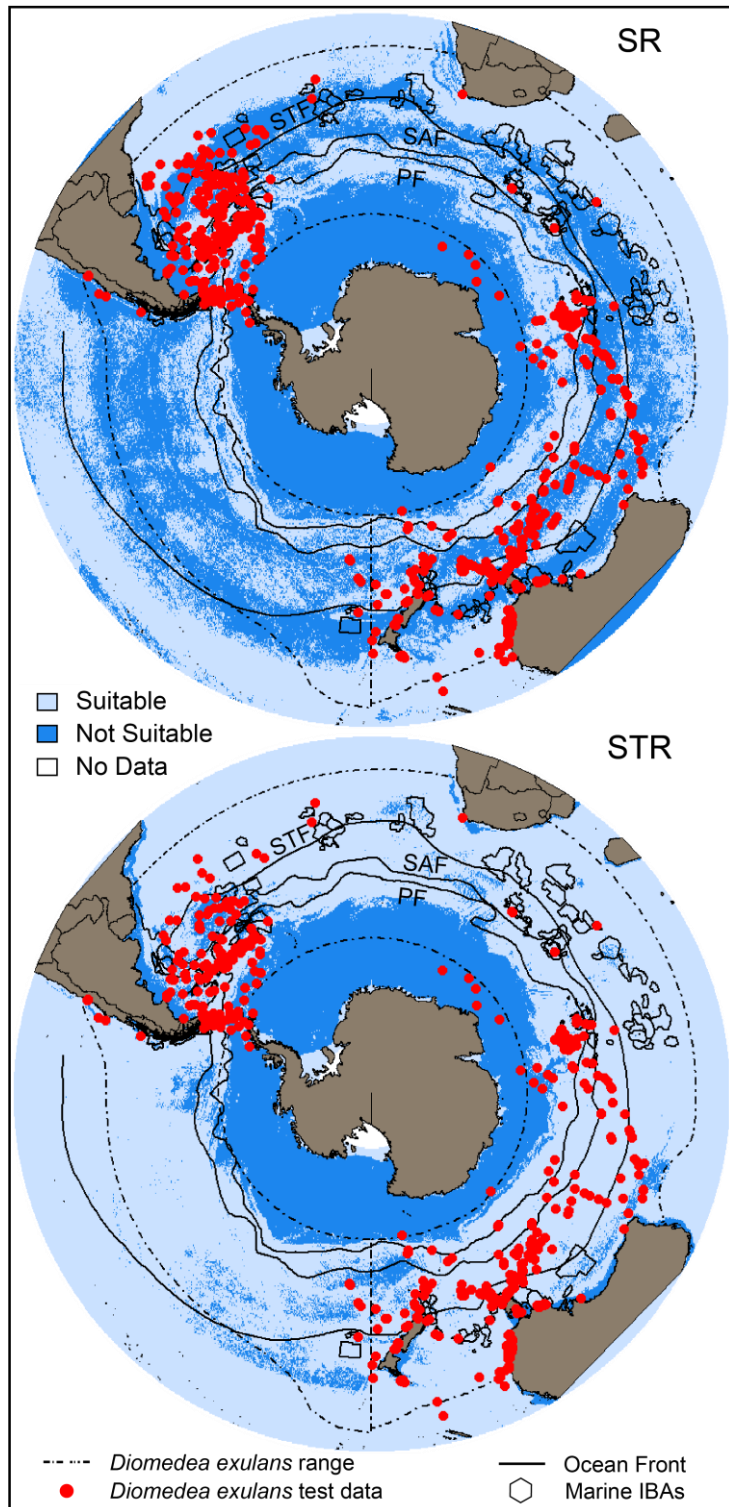 SR
STF
SAF
PF
Suitable
Not Suitable
No Data
STR
STF
SAF
PF
Diomedea exulans range
Ocean Front
Diomedea exulans test data
Marine IBAs